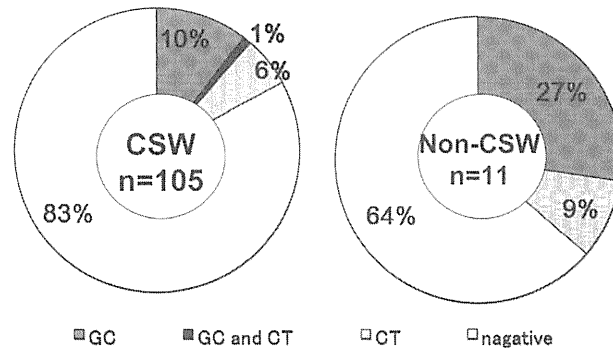 10%
1%
6%
83%
CSW
n=105
27%
9%
64%
Non-CSW
n=11
GC
GC and CT
CT
nagative